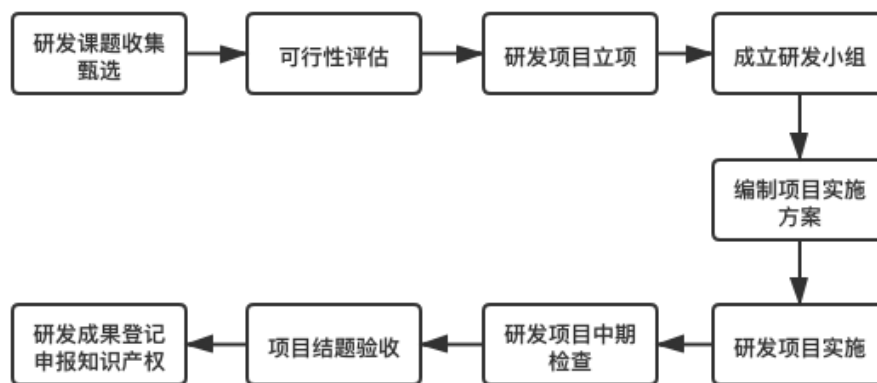 研发课题收集
甄选
可行性评估
研发项目立项
成立研发小组
编制项目实施
方案
研发项目实施
研发项目中期
检查
项目结题验收
研发成果登记
申报知识产权